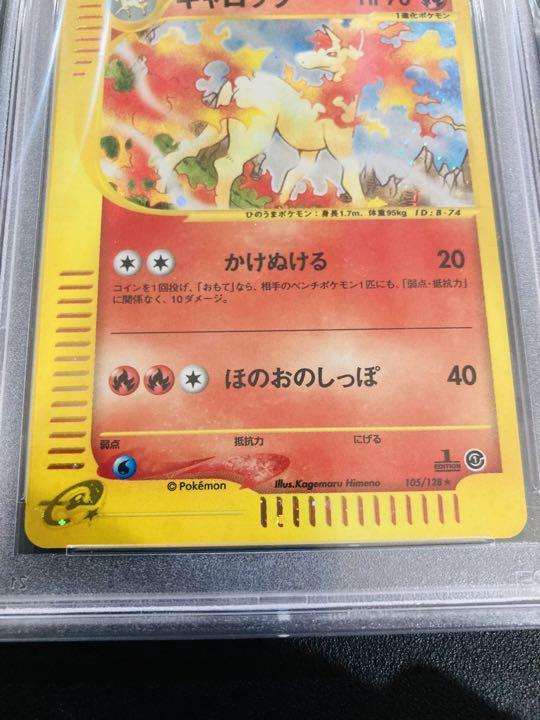 ギャロップ HP70
1進化ポケモン
ひのうまポケモン：身長1.7m、体重95kg ID:B-74
かけぬける 20
コインを1回投げ、「おもて」なら、相手のベンチポケモン1匹にも、「弱点・抵抗力」
に関係なく、10ダメージ。
ほのおのしっぽ 40
弱点 抵抗力 にげる
1
EDITION
©Pokémon Illus.Kagemaru Himeno 105/128★